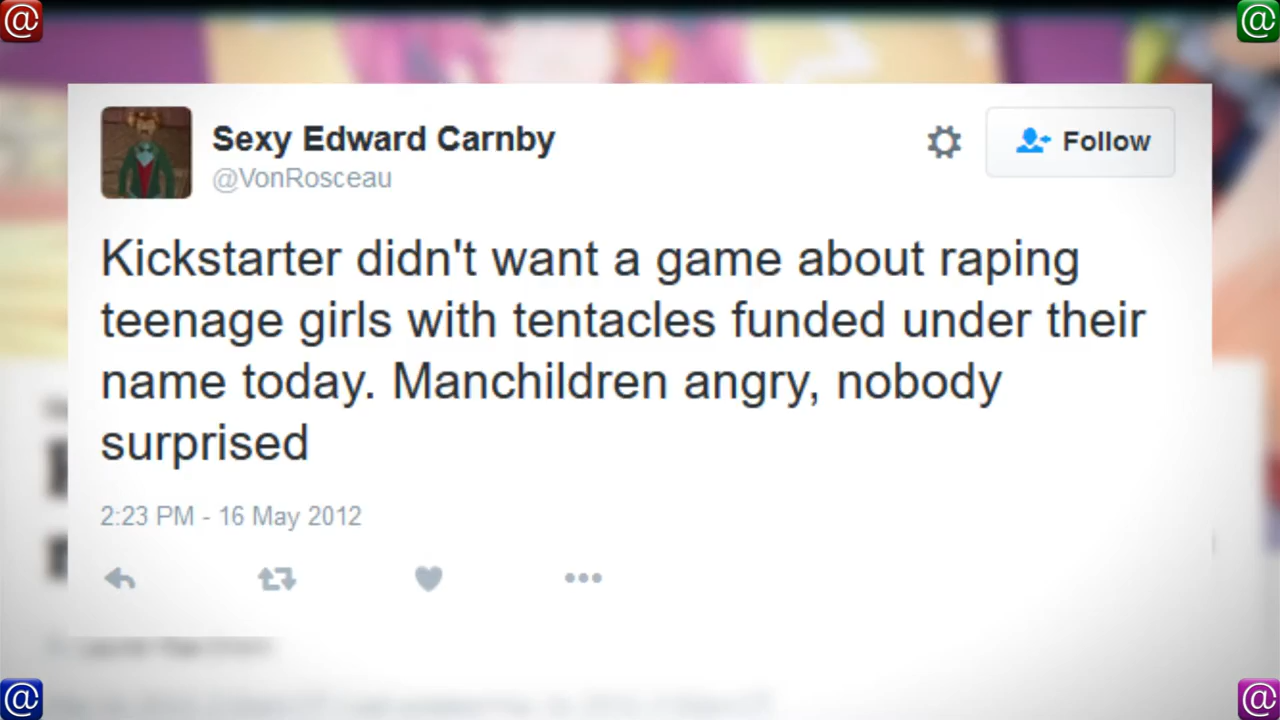 @ @
Sexy Edward Carnby
Follow
@VonRosceau
Kickstarter didn't want a game about raping
teenage girls with tentacles funded under their
name today. Manchildren angry, nobody
surprised
2:23 PM - 16 May 2012
@ @